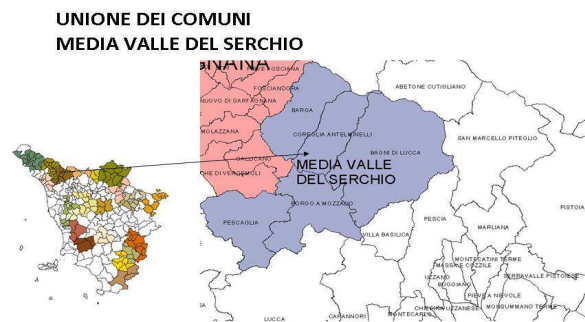 UNIONE DEI COMUNI
MEDIA VALLE DEL SERCHIO
GNANA
FOSCIANDORA
ABETONE CUTIGLIANO
BARGA
MOLAZZANA
COREGLIA ANTELMINELLI
SAN MARCELLO PITEGLIO
GALLICANO
BAGNI DI LUCCA
MEDIA VALLE
DEL SERCHIO
BORGO A MOZZANO
PESCAGLIA
PESCIA
PISTOIA
MARLIANA
VILLA BASILICA
MONTECATINI TERME
MASSA E COZZILE
UZZANO
SERRAVALLE PISTOIESE
BUGGIANO
PIEVE A NIEVOLE
MONSUMMANO TERME
MONTECARLO
LUCCA
CAPANNORI